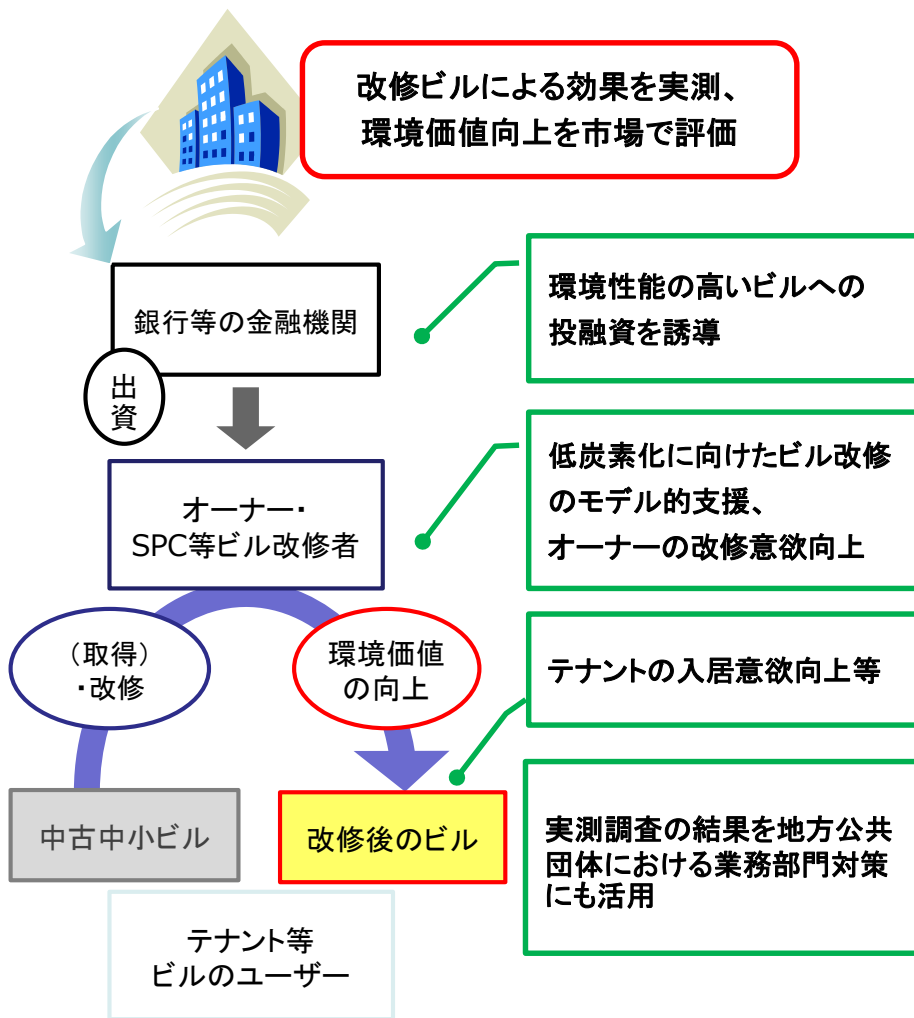 改修ビルによる効果を実測、
環境価値向上を市場で評価
銀行等の金融機関
出
資
環境性能の高いビルへの
投融資を誘導
オーナー・
SPC等ビル改修者
低炭素化に向けたビル改修
のモデル的支援、
オーナーの改修意欲向上
（取得）
・改修
環境価値
の向上
テナントの入居意欲向上等
中古中小ビル
改修後のビル
実測調査の結果を地方公共
団体における業務部門対策
にも活用
テナント等
ビルのユーザー